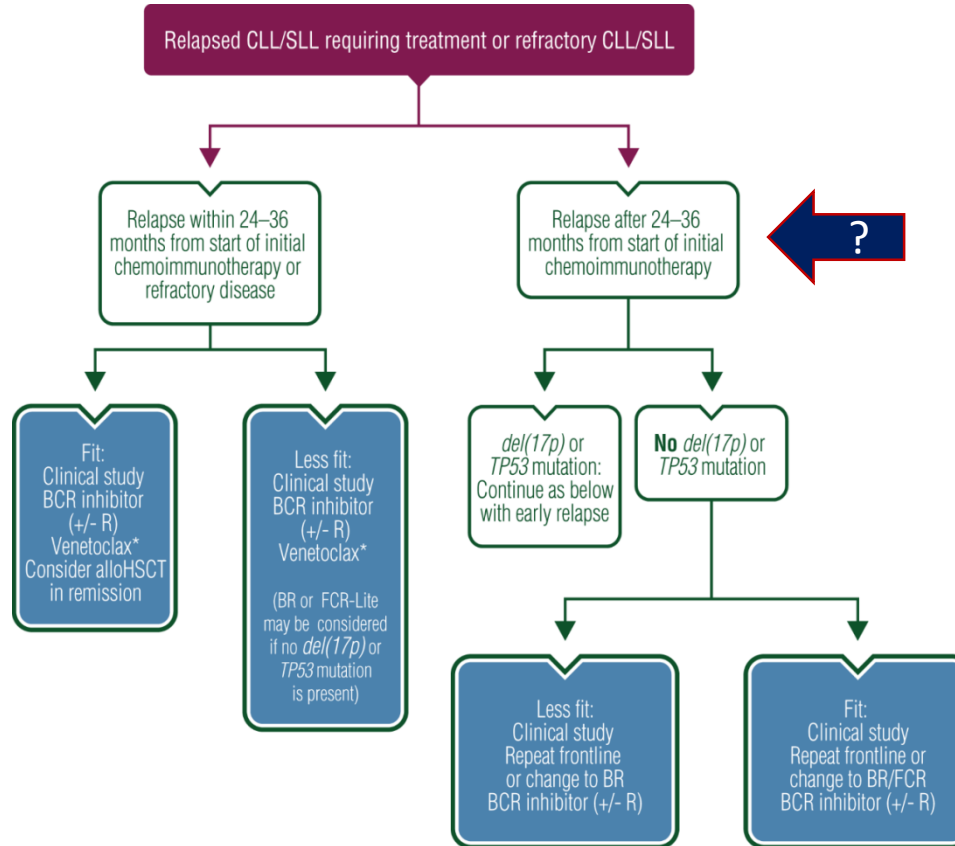 Relapsed CLL/SLL requiring treatment or refractory CLL/SLL
Relapse within 24–36
months from start of initial
chemoimmunotherapy or
refractory disease
Relapse after 24–36
months from start of initial
chemoimmunotherapy
?
Fit:
Clinical study
BCR inhibitor
(+/- R)
Venetoclax*
Consider alloHSCT
in remission
Less fit:
Clinical study
BCR inhibitor
(+/- R)
Venetoclax*
(BR or FCR-Lite
may be considered
if no del(17p) or
TP53 mutation
is present)
del(17p) or
TP53 mutation:
Continue as below
with early relapse
No del(17p) or
TP53 mutation
Less fit:
Clinical study
Repeat frontline
or change to BR
BCR inhibitor (+/- R)
Fit:
Clinical study
Repeat frontline or
change to BR/FCR
BCR inhibitor (+/- R)